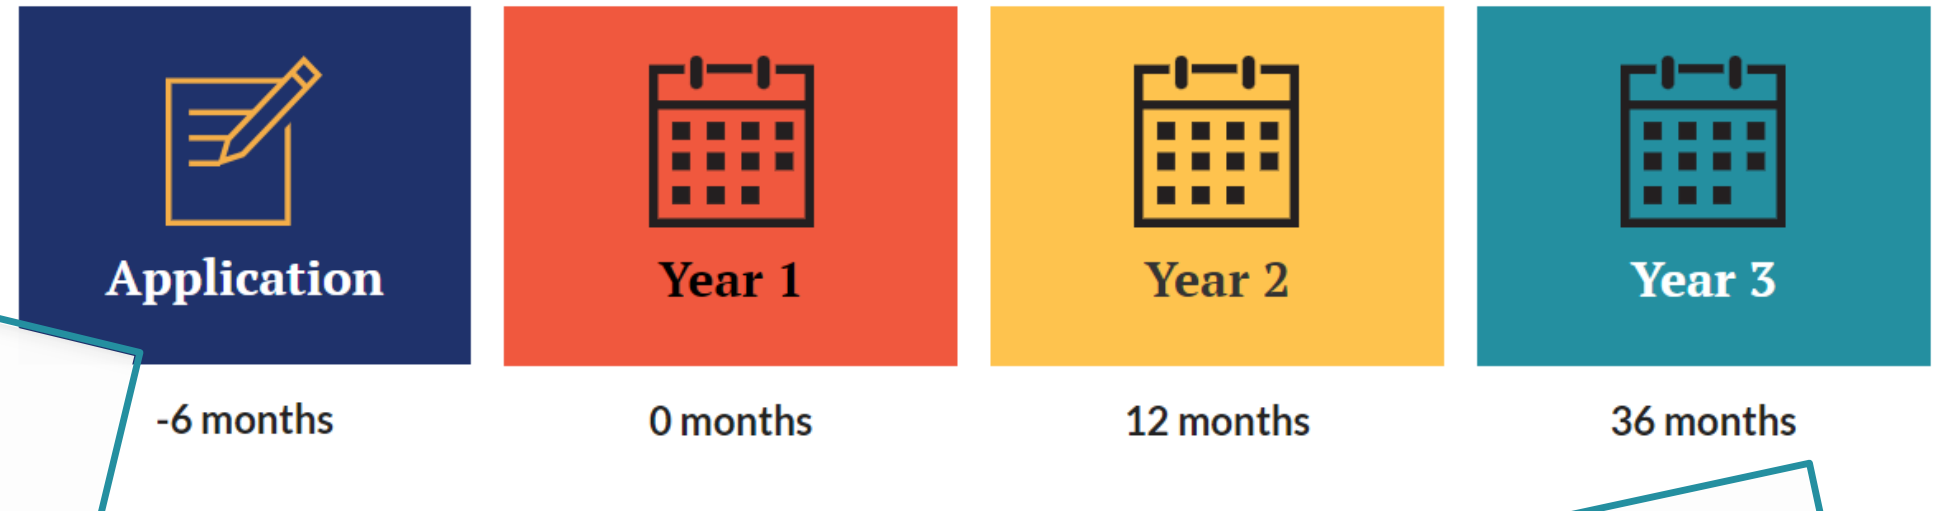 Application
Year 1
Year 2
Year 3
-6 months
0 months
12 months
36 months